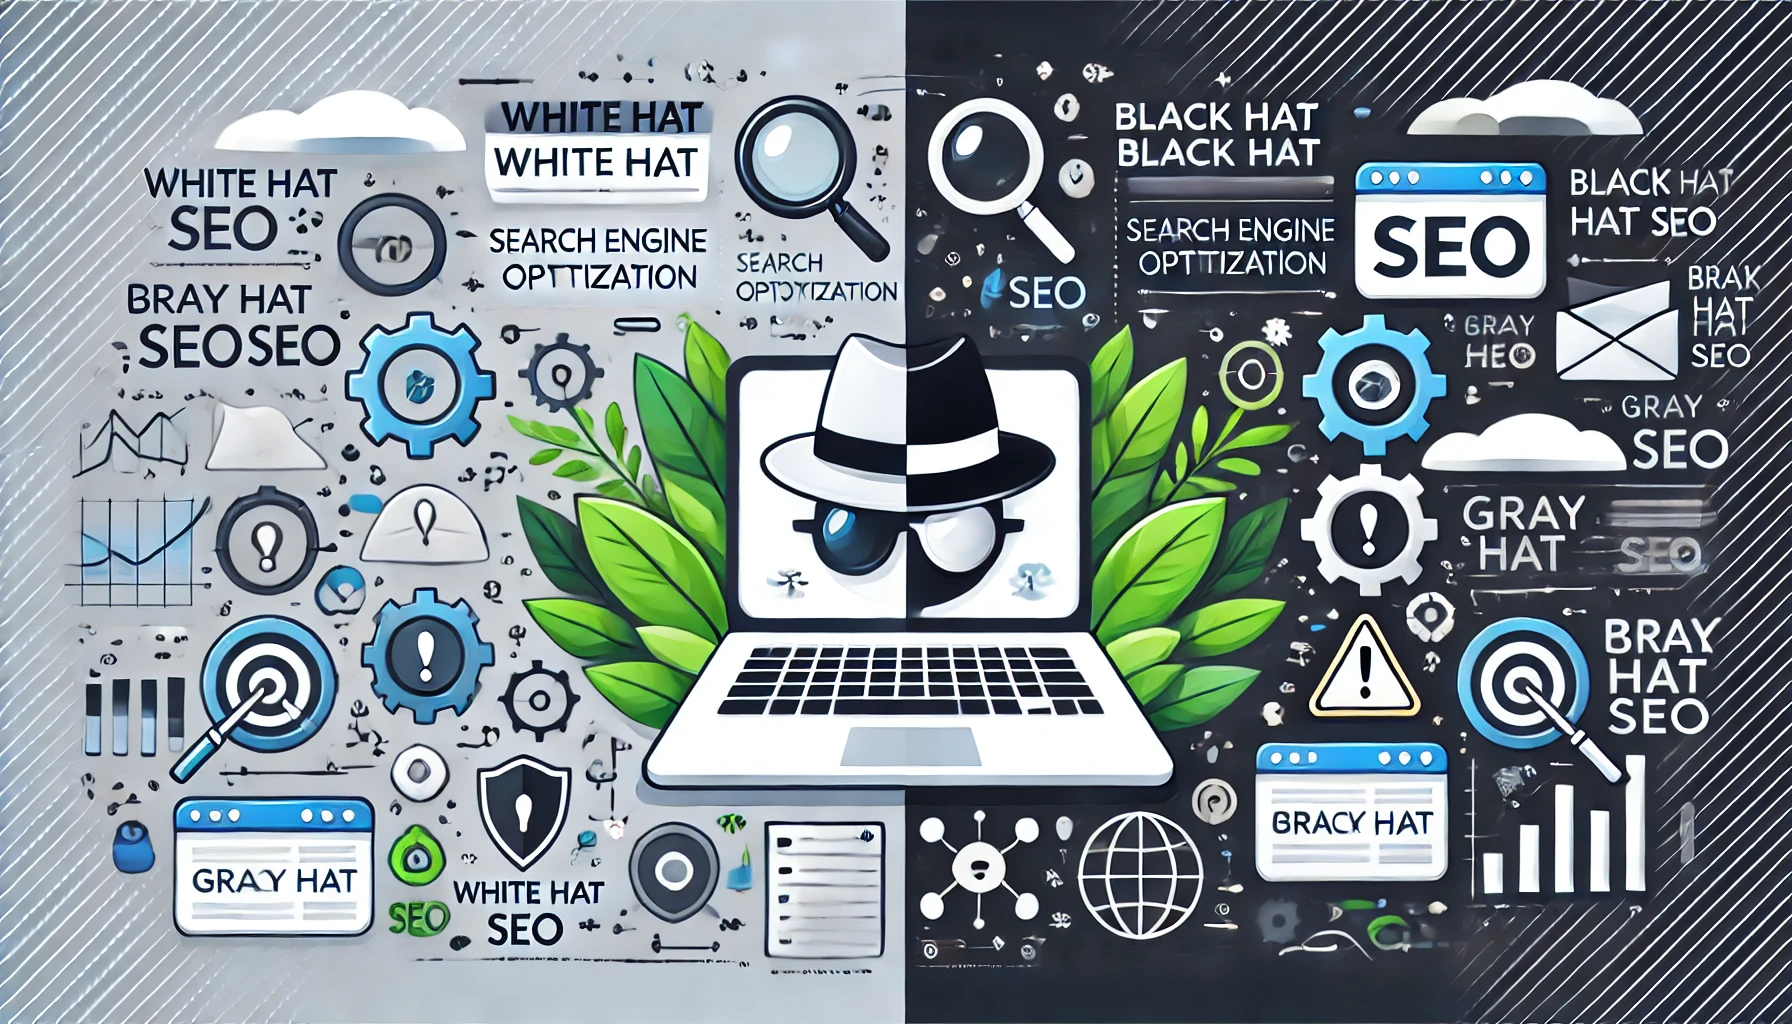 WHITE HAT
WHITE HAT
WHITE HAT
SEO
SEARCH ENGINE
OPTTIZATION
SEARCH
BRAY HAT
SEOSEO
GRAY HAT
SEO
WHITE HAT
SEO
BLACK HAT
BLACK HAT
SEARCH ENGINE
OPTTIZATION
SEO
SEO
BLACK HAT
HAT SEO
BRAK
HAT
HAT
SEO
GRAY
HEO
GRAY
SEO
GRAY
HAT
SEO
BRAY
HAT
SEO
BRACY HAT